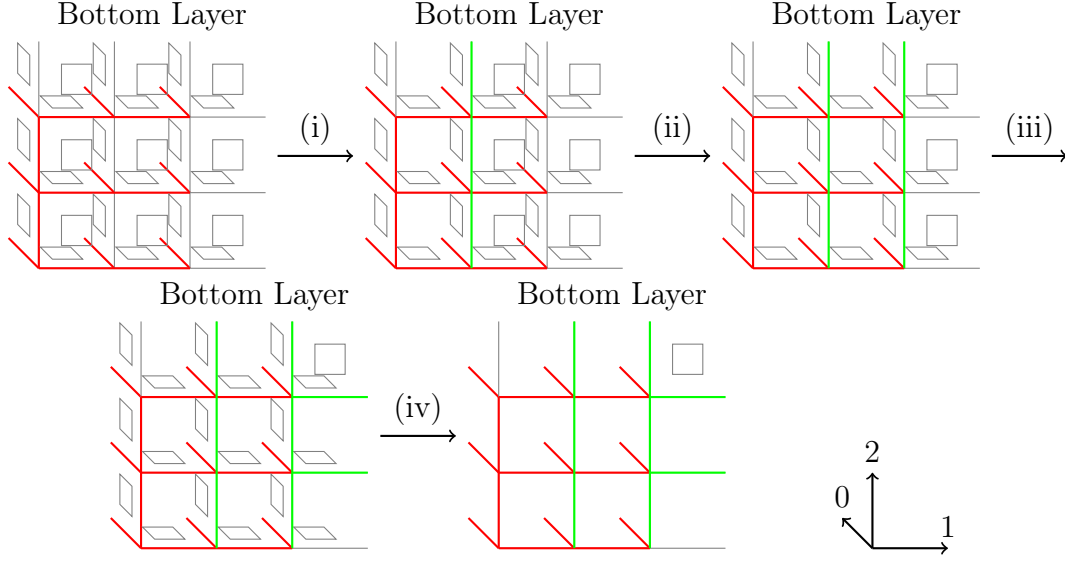 Bottom Layer Bottom Layer Bottom Layer
(i) (ii) (iii)
Bottom Layer Bottom Layer
(iv)
2
0
1